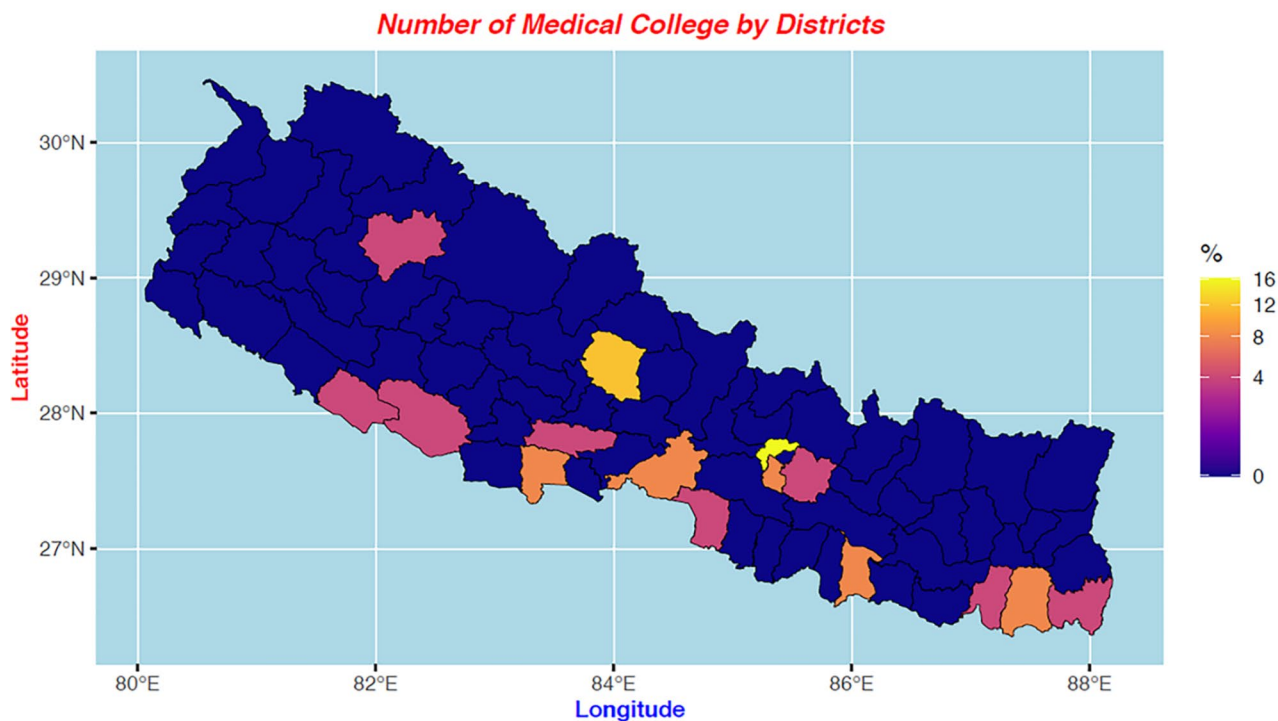 Number of Medical College by Districts
30°N
29°N
28°N
27°N
Latitude
80°E
82°E
84°E
86°E
88°E
Longitude
%
16
12
8
4
0